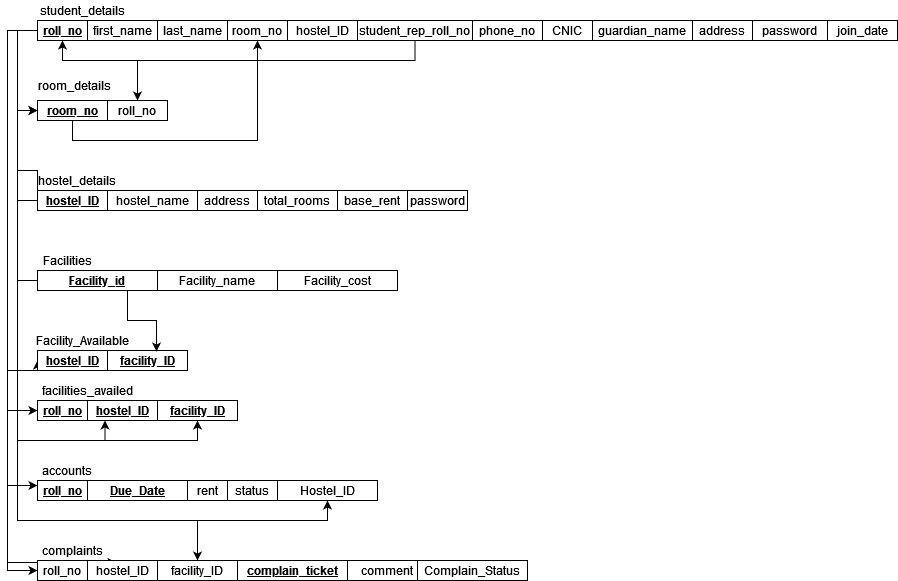 student_details
roll_no first_name last_name room_no hostel_ID student_rep_roll_no phone_no CNIC guardian_name address password join_date
room_details
room_no roll_no
hostel_details
hostel_ID hostel_name address total_rooms base_rent password
Facilities
Facility_id Facility_name Facility_cost
Facility_Available
hostel_ID facility_ID
facilities_availed
roll_no hostel_ID facility_ID
accounts
roll_no Due_Date rent status Hostel_ID
complaints
roll_no hostel_ID facility_ID complain_ticket comment Complain_Status